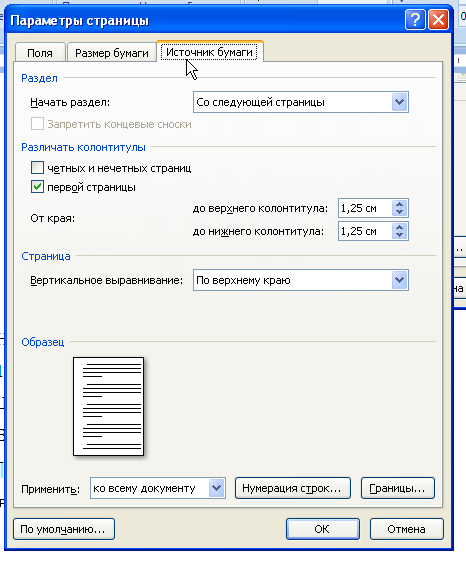 Параметры страницы
Поля Размер бумаги Источник бумаги
Раздел
Начать раздел: Со следующей страницы
Запретить концевые сноски
Различать колонтитулы
четных и нечетных страниц
первой страницы
От края:
до верхнего колонтитула: 1,25 см
до нижнего колонтитула: 1,25 см
Страница
Вертикальное выравнивание: По верхнему краю
Образец
Применить: ко всему документу Нумерация строк... Границы...
По умолчанию... ОК Отмена